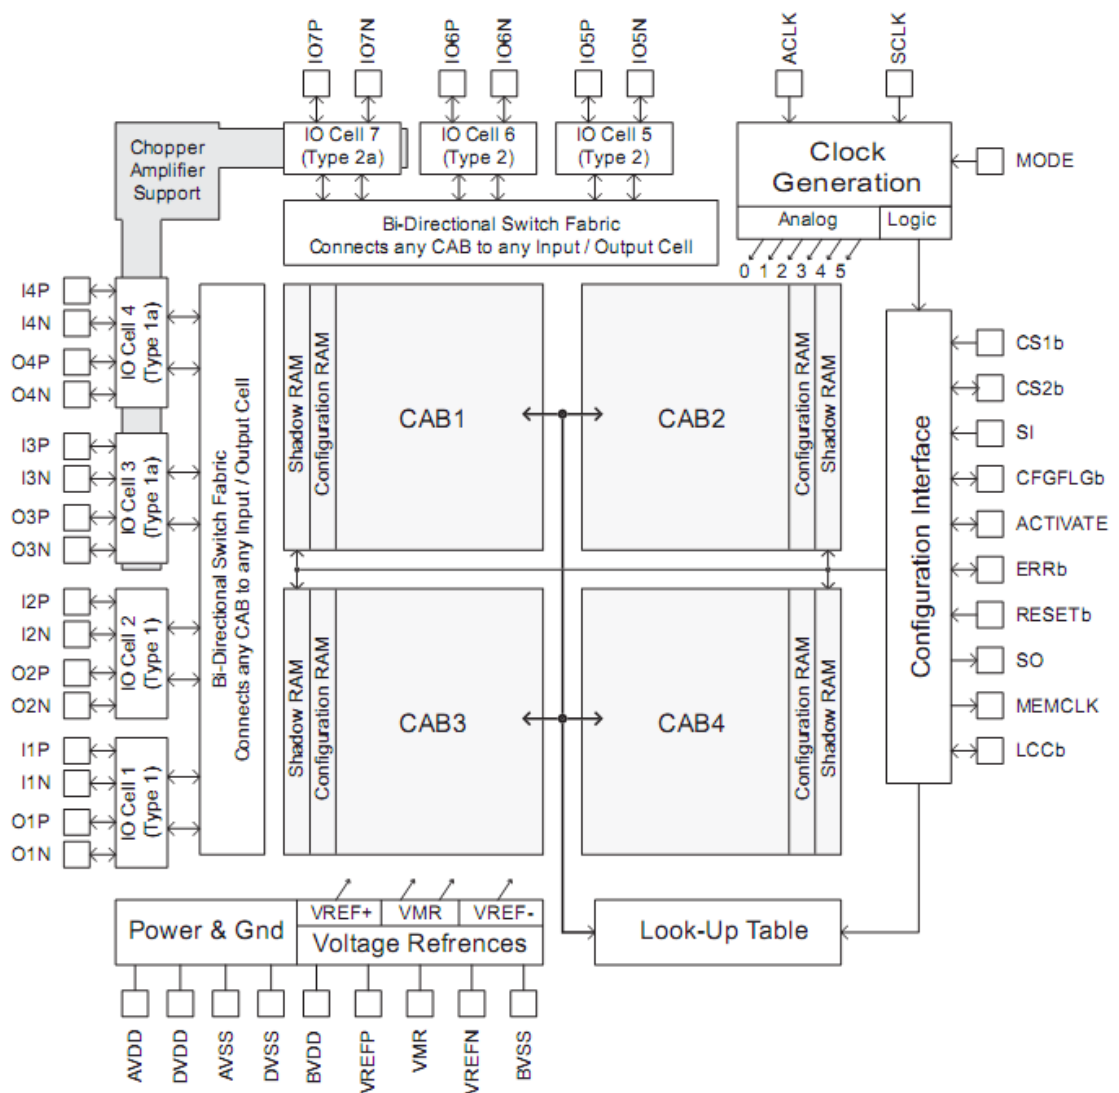 IO7P
IO7N
IO6P
IO6N
IO5P
IO5N
ACLK
SCLK
Chopper
Amplifier
Support
IO Cell 7
(Type 2a)
IO Cell 6
(Type 2)
IO Cell 5
(Type 2)
Clock
Generation
MODE
Analog
Logic
Bi-Directional Switch Fabric
Connects any CAB to any Input / Output Cell
0 1 2 3 4 5
I4P
I4N
O4P
O4N
IO Cell 4
(Type 1a)
I3P
I3N
O3P
O3N
IO Cell 3
(Type 1a)
I2P
I2N
O2P
O2N
IO Cell 2
(Type 1)
I1P
I1N
O1P
O1N
IO Cell 1
(Type 1)
Bi-Directional Switch Fabric
Connects any CAB to any Input / Output Cell
Shadow RAM
Configuration RAM
CAB1
CAB2
Configuration RAM
Shadow RAM
Shadow RAM
Configuration RAM
CAB3
CAB4
Configuration RAM
Shadow RAM
Configuration Interface
CS1b
CS2b
SI
CFGFLGb
ACTIVATE
ERRb
RESETb
SO
MEMCLK
LCCb
Power & Gnd
VREF+
VMR
VREF-
Voltage Refrences
Look-Up Table
AVDD
DVDD
AVSS
DVSS
BVDD
VREFP
VMR
VREFN
BVSS